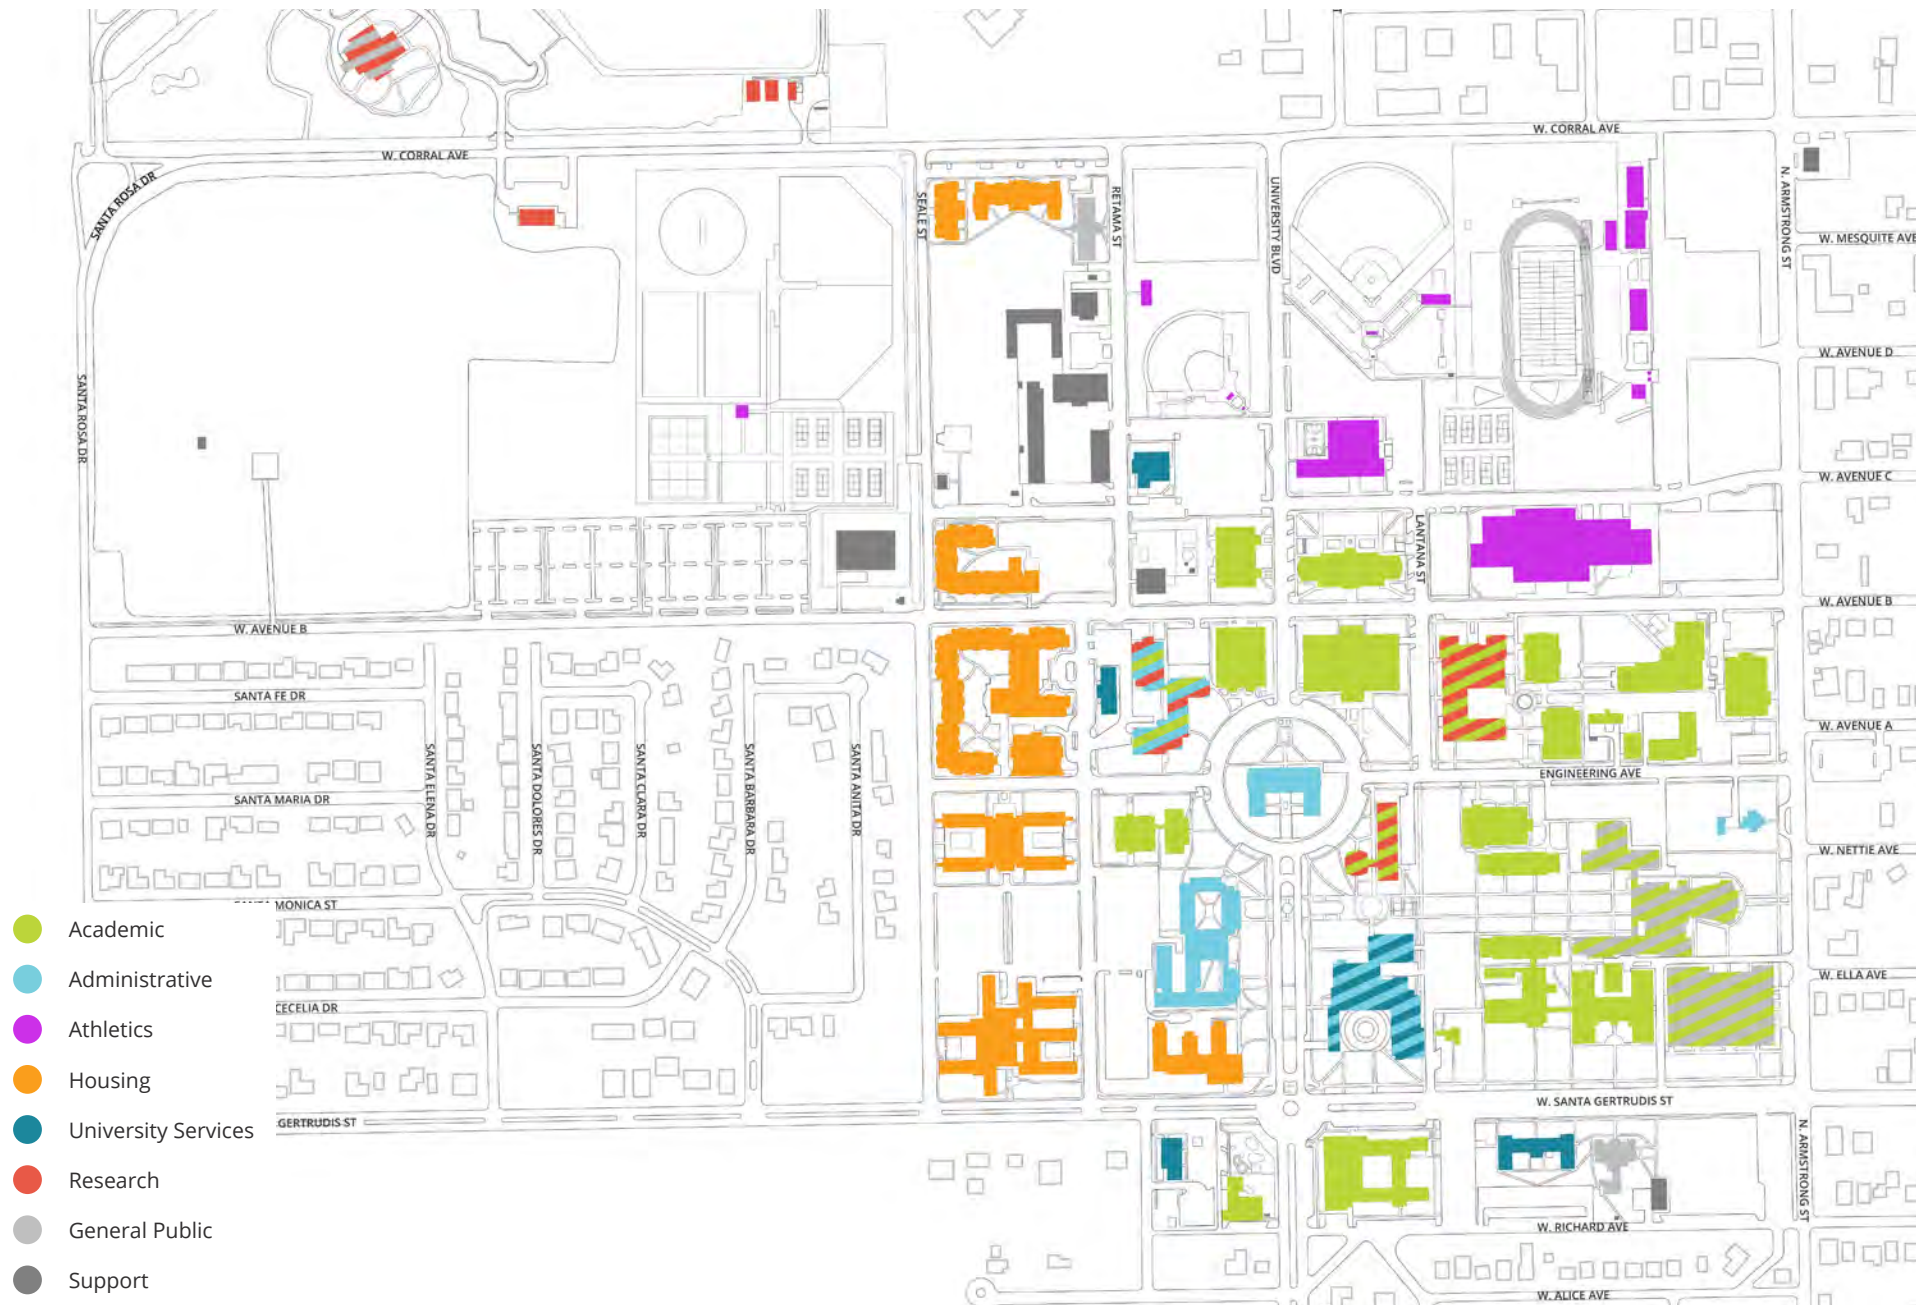 W. CORRAL AVE
W. CORRAL AVE
SANTA ROSA DR
SEALE ST
RETAMA ST
UNIVERSITY BLVD
N. ARMSTRONG ST
W. MESQUITE AVE
W. AVENUE D
SANTA ROSA DR
W. AVENUE C
LANTANA ST
W. AVENUE B
W. AVENUE B
SANTA FE DR
W. AVENUE A
SANTA ELENA DR
SANTA DOLORES DR
SANTA CLARA DR
SANTA BARBARA DR
SANTA ANITA DR
ENGINEERING AVE
SANTA MARIA DR
W. NETTIE AVE
MONICA ST
W. ELLA AVE
CECELIA DR
W. SANTA GERTRUDIS ST
GERTRUDIS ST
N. ARMSTRONG ST
W. RICHARD AVE
W. ALICE AVE
Academic
Administrative
Athletics
Housing
University Services
Research
General Public
Support